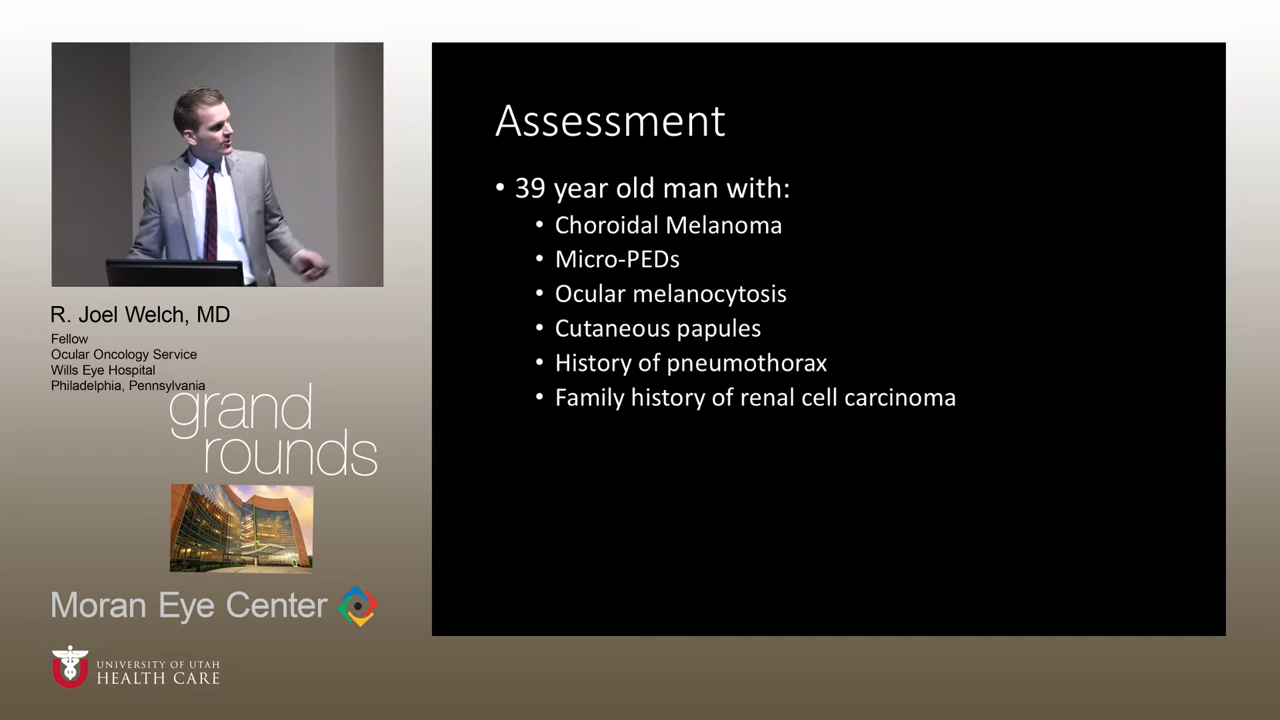 R. Joel Welch, MD
Fellow
Ocular Oncology Service
Wills Eye Hospital
Philadelphia, Pennsylvania
grand
rounds
Moran Eye Center
UNIVERSITY OF UTAH
HEALTH CARE
Assessment
• 39 year old man with:
• Choroidal Melanoma
• Micro-PEDs
• Ocular melanocytosis
• Cutaneous papules
• History of pneumothorax
• Family history of renal cell carcinoma